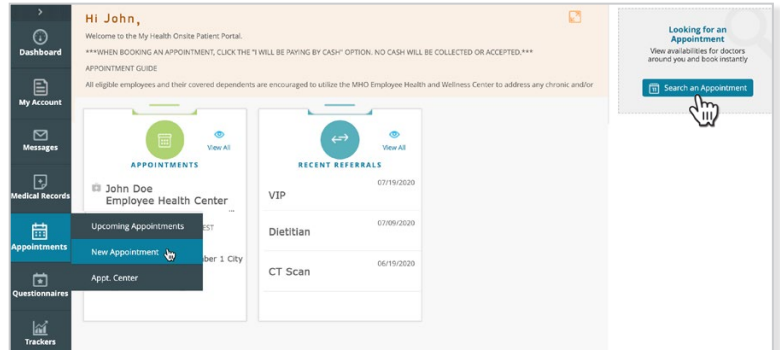 Dashboard
My Account
Messages
Medical Records
Appointments
Questionnaires
Trackers
Hi John,
Welcome to the My Health Onsite Patient Portal.
***WHEN BOOKING AN APPOINTMENT, CLICK THE "I WILL BE PAYING BY CASH" OPTION. NO CASH WILL BE COLLECTED OR ACCEPTED.***
APPOINTMENT GUIDE
All eligible employees and their covered dependents are encouraged to utilize the MHO Employee Health and Wellness Center to address any chronic and/or
View All
APPOINTMENTS
John Doe
Employee Health Center
...
EST
ber 1 City
Upcoming Appointments
New Appointment
Appt. Center
View All
RECENT REFERRALS
07/19/2020
VIP
07/09/2020
Dietitian
06/19/2020
CT Scan
Looking for an
Appointment
View availabilities for doctors
around you and book instantly
Search an Appointment